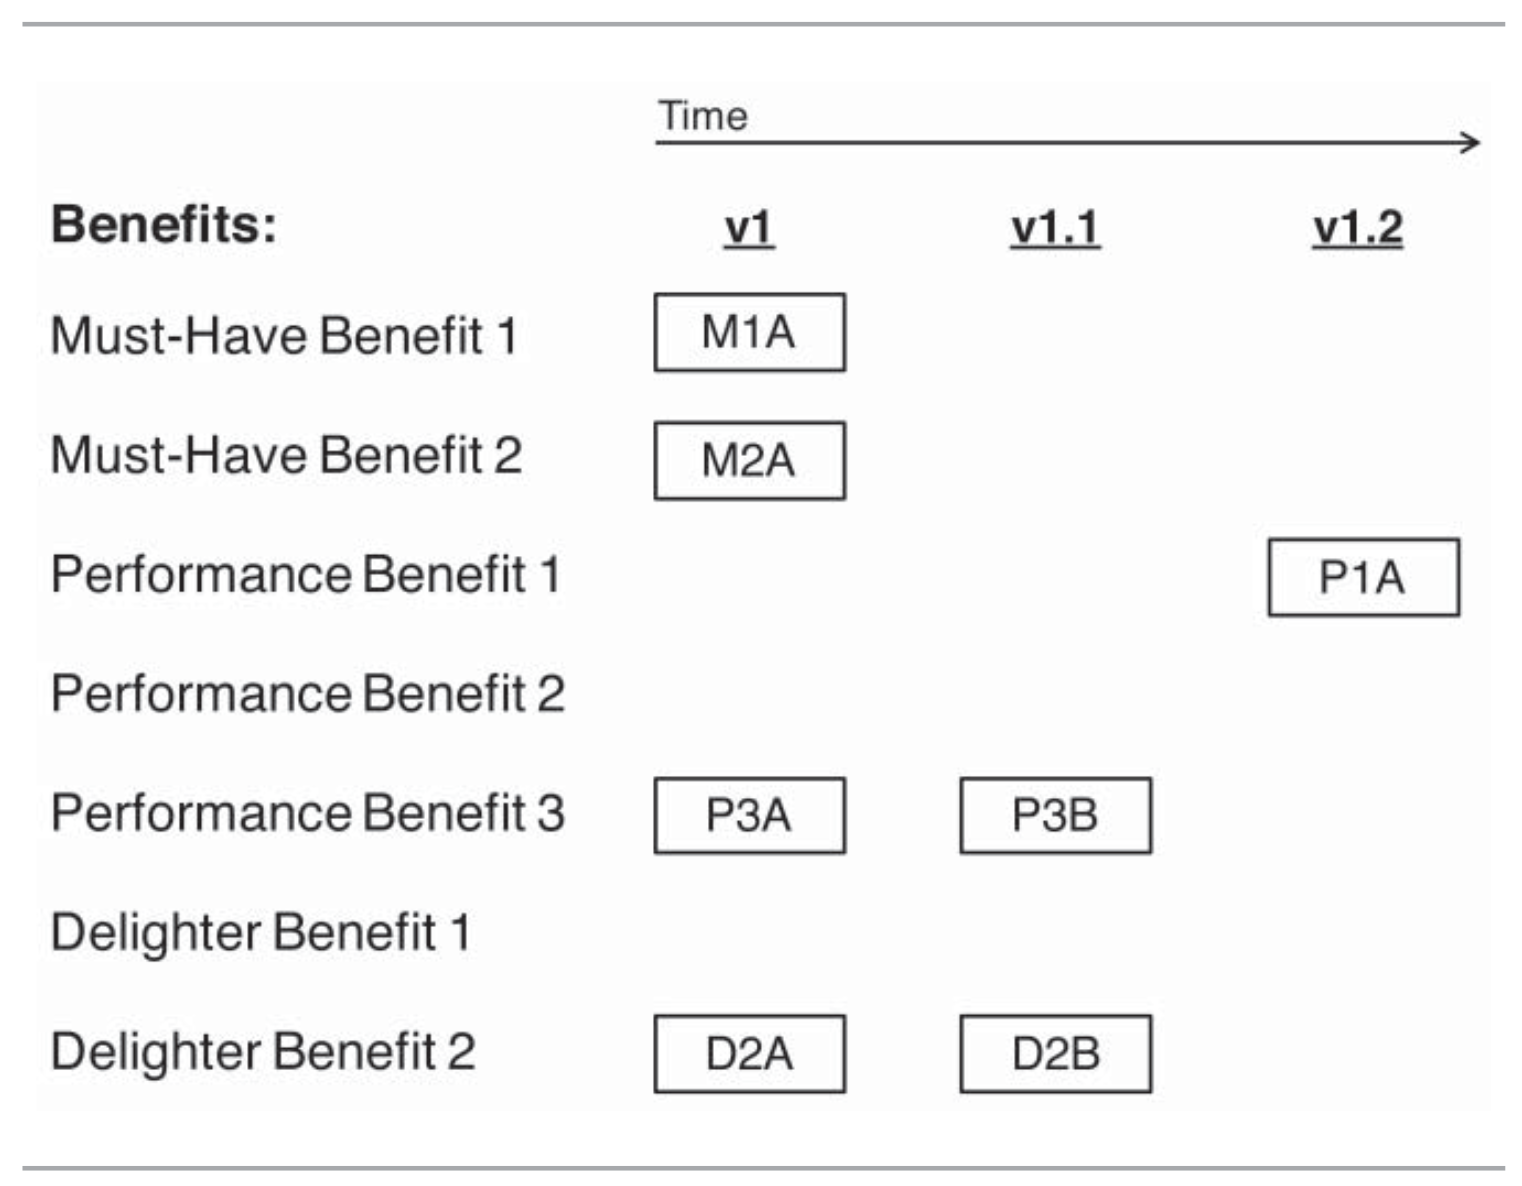 Time
Benefits: v1 v1.1 v1.2
Must-Have Benefit 1 M1A
Must-Have Benefit 2 M2A
Performance Benefit 1 P1A
Performance Benefit 2
Performance Benefit 3 P3A P3B
Delighter Benefit 1
Delighter Benefit 2 D2A D2B